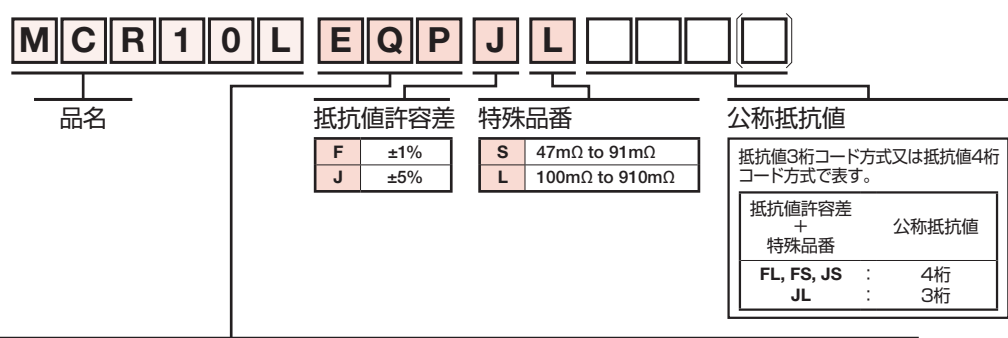 MCR10L EQP J L
品名
抵抗値許容差
F ±1%
J ±5%
特殊品番
S 47mΩ to 91mΩ
L 100mΩ to 910mΩ
公称抵抗値
抵抗値3桁コード方式又は抵抗値4桁
コード方式で表す。
抵抗値許容差
+
特殊品番
公称抵抗値
FL, FS, JS : 4桁
JL : 3桁